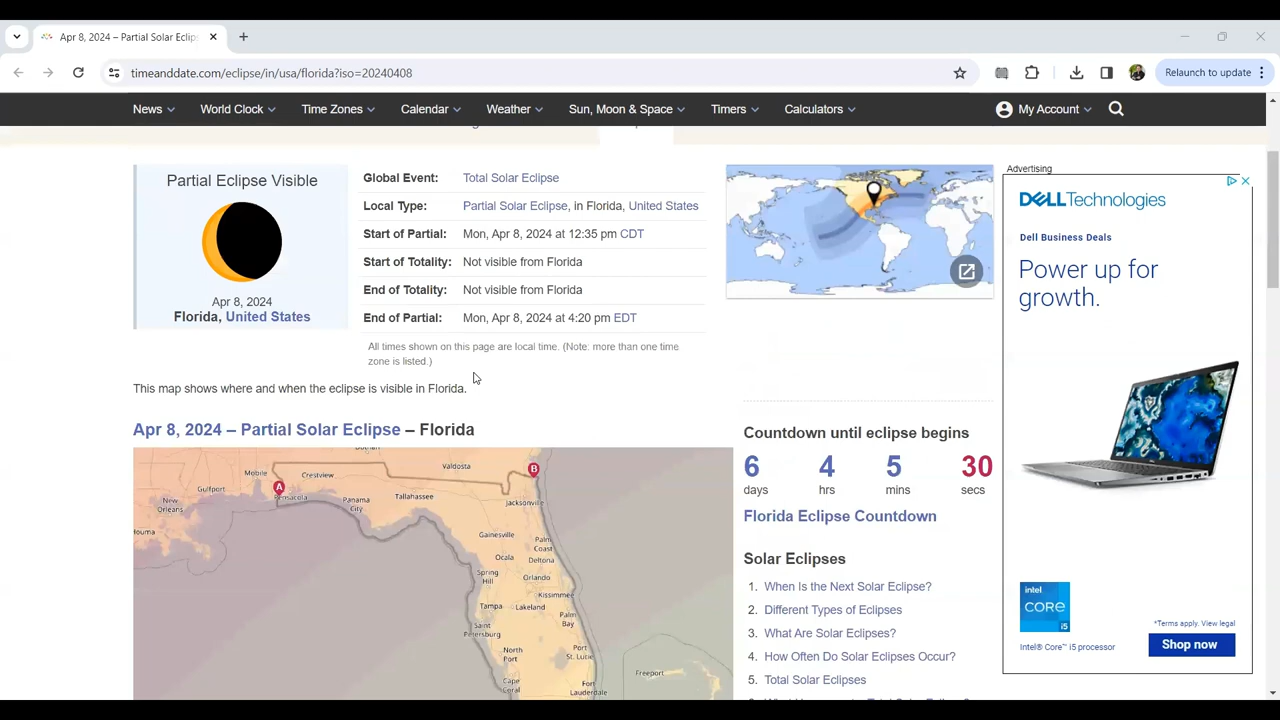 Apr 8, 2024 – Partial Solar Eclips
timeanddate.com/eclipse/in/usa/florida?iso=20240408
Relaunch to update
News
World Clock
Time Zones
Calendar
Weather
Sun, Moon & Space
Timers
Calculators
My Account
Partial Eclipse Visible
Apr 8, 2024
Florida, United States
Global Event: Total Solar Eclipse
Local Type: Partial Solar Eclipse, in Florida, United States
Start of Partial: Mon, Apr 8, 2024 at 12:35 pm CDT
Start of Totality: Not visible from Florida
End of Totality: Not visible from Florida
End of Partial: Mon, Apr 8, 2024 at 4:20 pm EDT
All times shown on this page are local time. (Note: more than one time
zone is listed.)
This map shows where and when the eclipse is visible in Florida.
Apr 8, 2024 – Partial Solar Eclipse – Florida
Mobile
Crestview
Valdosta
B
Gulfport
A
Pensacola
New
Orleans
Panama
City
Tallahassee
Jacksonville
Houma
Gainesville
Palm
Coast
Ocala
Deltona
Spring
Hill
Orlando
Kissimmee
Tampa
Lakeland
Palm
Bay
Saint
Petersburg
North
Port
Port
St. Lucie
Freeport
Cape
Coral
Fort
Lauderdale
Countdown until eclipse begins
6 4 5 30
days hrs mins secs
Florida Eclipse Countdown
Solar Eclipses
1. When Is the Next Solar Eclipse?
2. Different Types of Eclipses
3. What Are Solar Eclipses?
4. How Often Do Solar Eclipses Occur?
5. Total Solar Eclipses
Advertising
DELLTechnologies
Dell Business Deals
Power up for
growth.
intel
CORE
i5
Intel® Core™ i5 processor
*Terms apply. View legal
Shop now